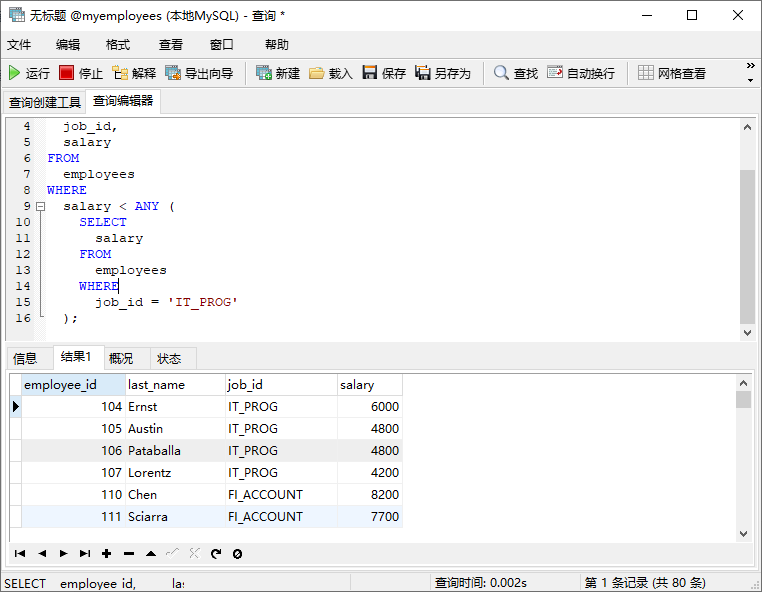 无标题 @myemployees (本地MySQL) - 查询 *
文件 编辑 格式 查看 窗口 帮助
运行 停止 解释 导出向导 新建 载入 保存 另存为 查找 自动换行 网格查看
查询创建工具 查询编辑器
4 job_id,
5 salary
6 FROM
7 employees
8 WHERE
9 salary < ANY (
10 SELECT
11 salary
12 FROM
13 employees
14 WHERE
15 job_id = 'IT_PROG'
16 );
信息 结果1 概况 状态
employee_id last_name job_id salary
104 Ernst IT_PROG 6000
105 Austin IT_PROG 4800
106 Pataballa IT_PROG 4800
107 Lorentz IT_PROG 4200
110 Chen FI_ACCOUNT 8200
111 Sciarra FI_ACCOUNT 7700
SELECT employee_id, las 查询时间: 0.002s 第 1 条记录 (共 80 条)